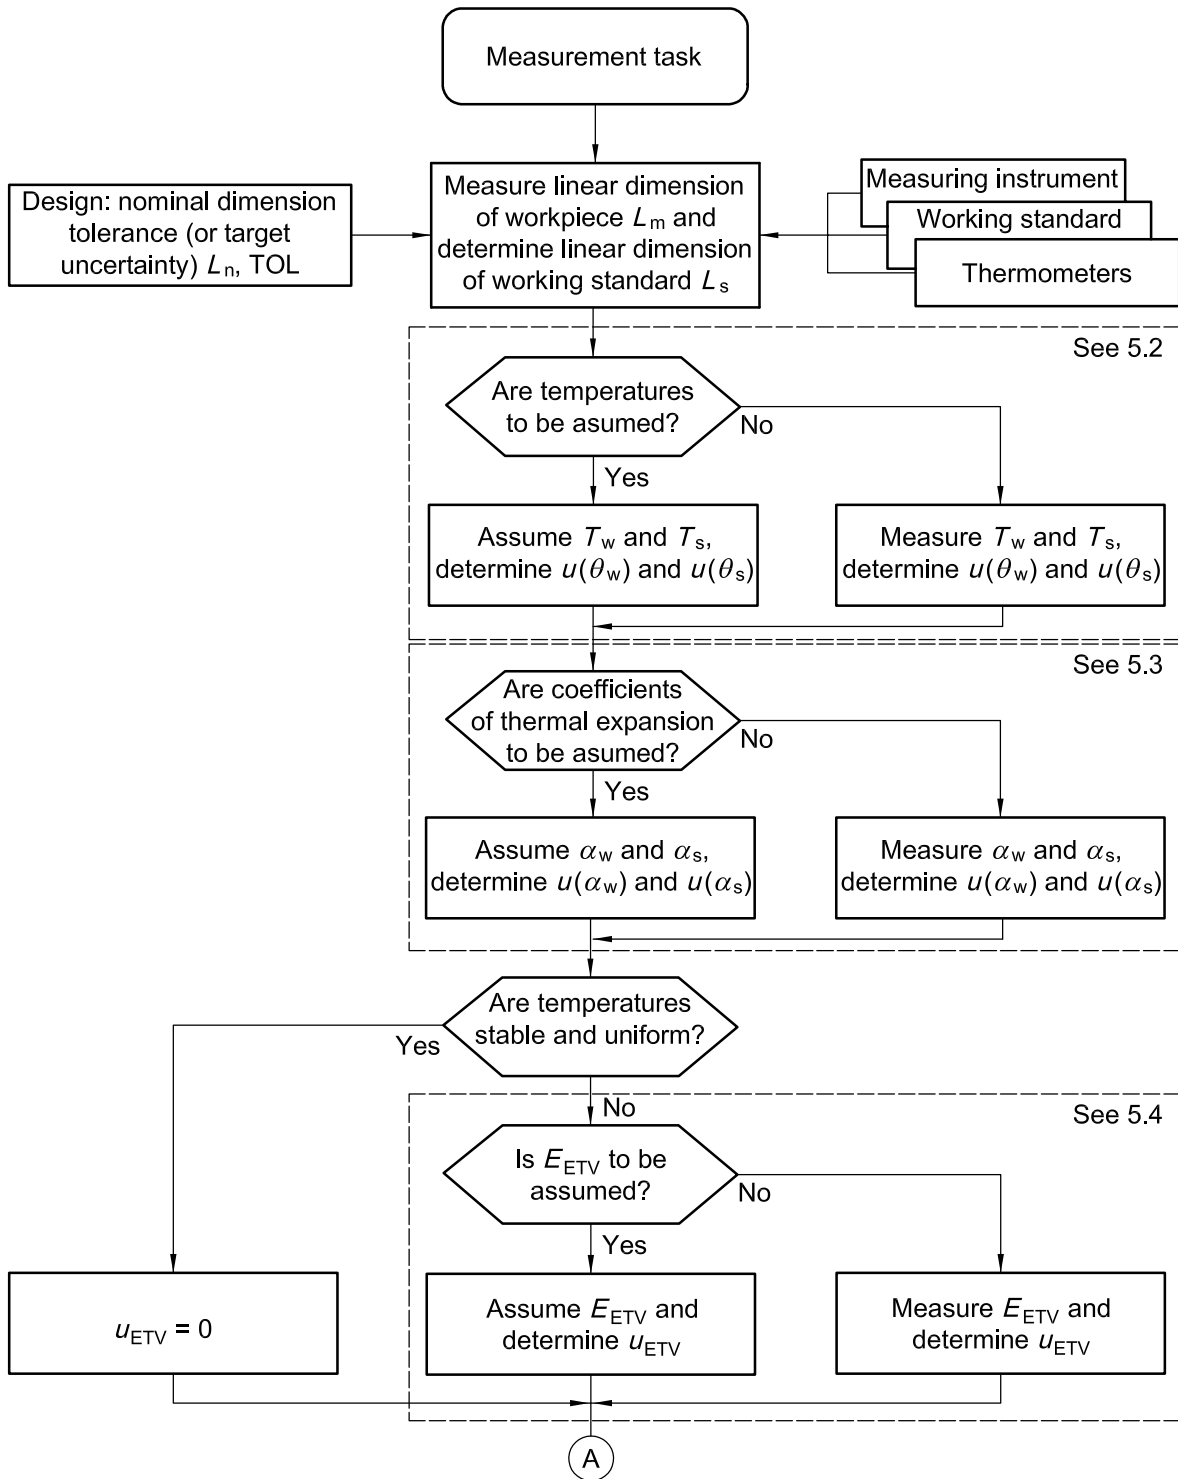 Measurement task
Design: nominal dimension
tolerance (or target
uncertainty) Ln, TOL
Measure linear dimension
of workpiece Lm and
determine linear dimension
of working standard Ls
Measuring instrument
Working standard
Thermometers
See 5.2
Are temperatures
to be asumed?
No
Yes
Assume Tw and Ts,
determine u(θw) and u(θs)
Measure Tw and Ts,
determine u(θw) and u(θs)
See 5.3
Are coefficients
of thermal expansion
to be asumed?
No
Yes
Assume αw and αs,
determine u(αw) and u(αs)
Measure αw and αs,
determine u(αw) and u(αs)
Are temperatures
stable and uniform?
Yes
No
See 5.4
Is EETV to be
assumed?
No
Yes
uETV = 0
Assume EETV and
determine uETV
Measure EETV and
determine uETV
A